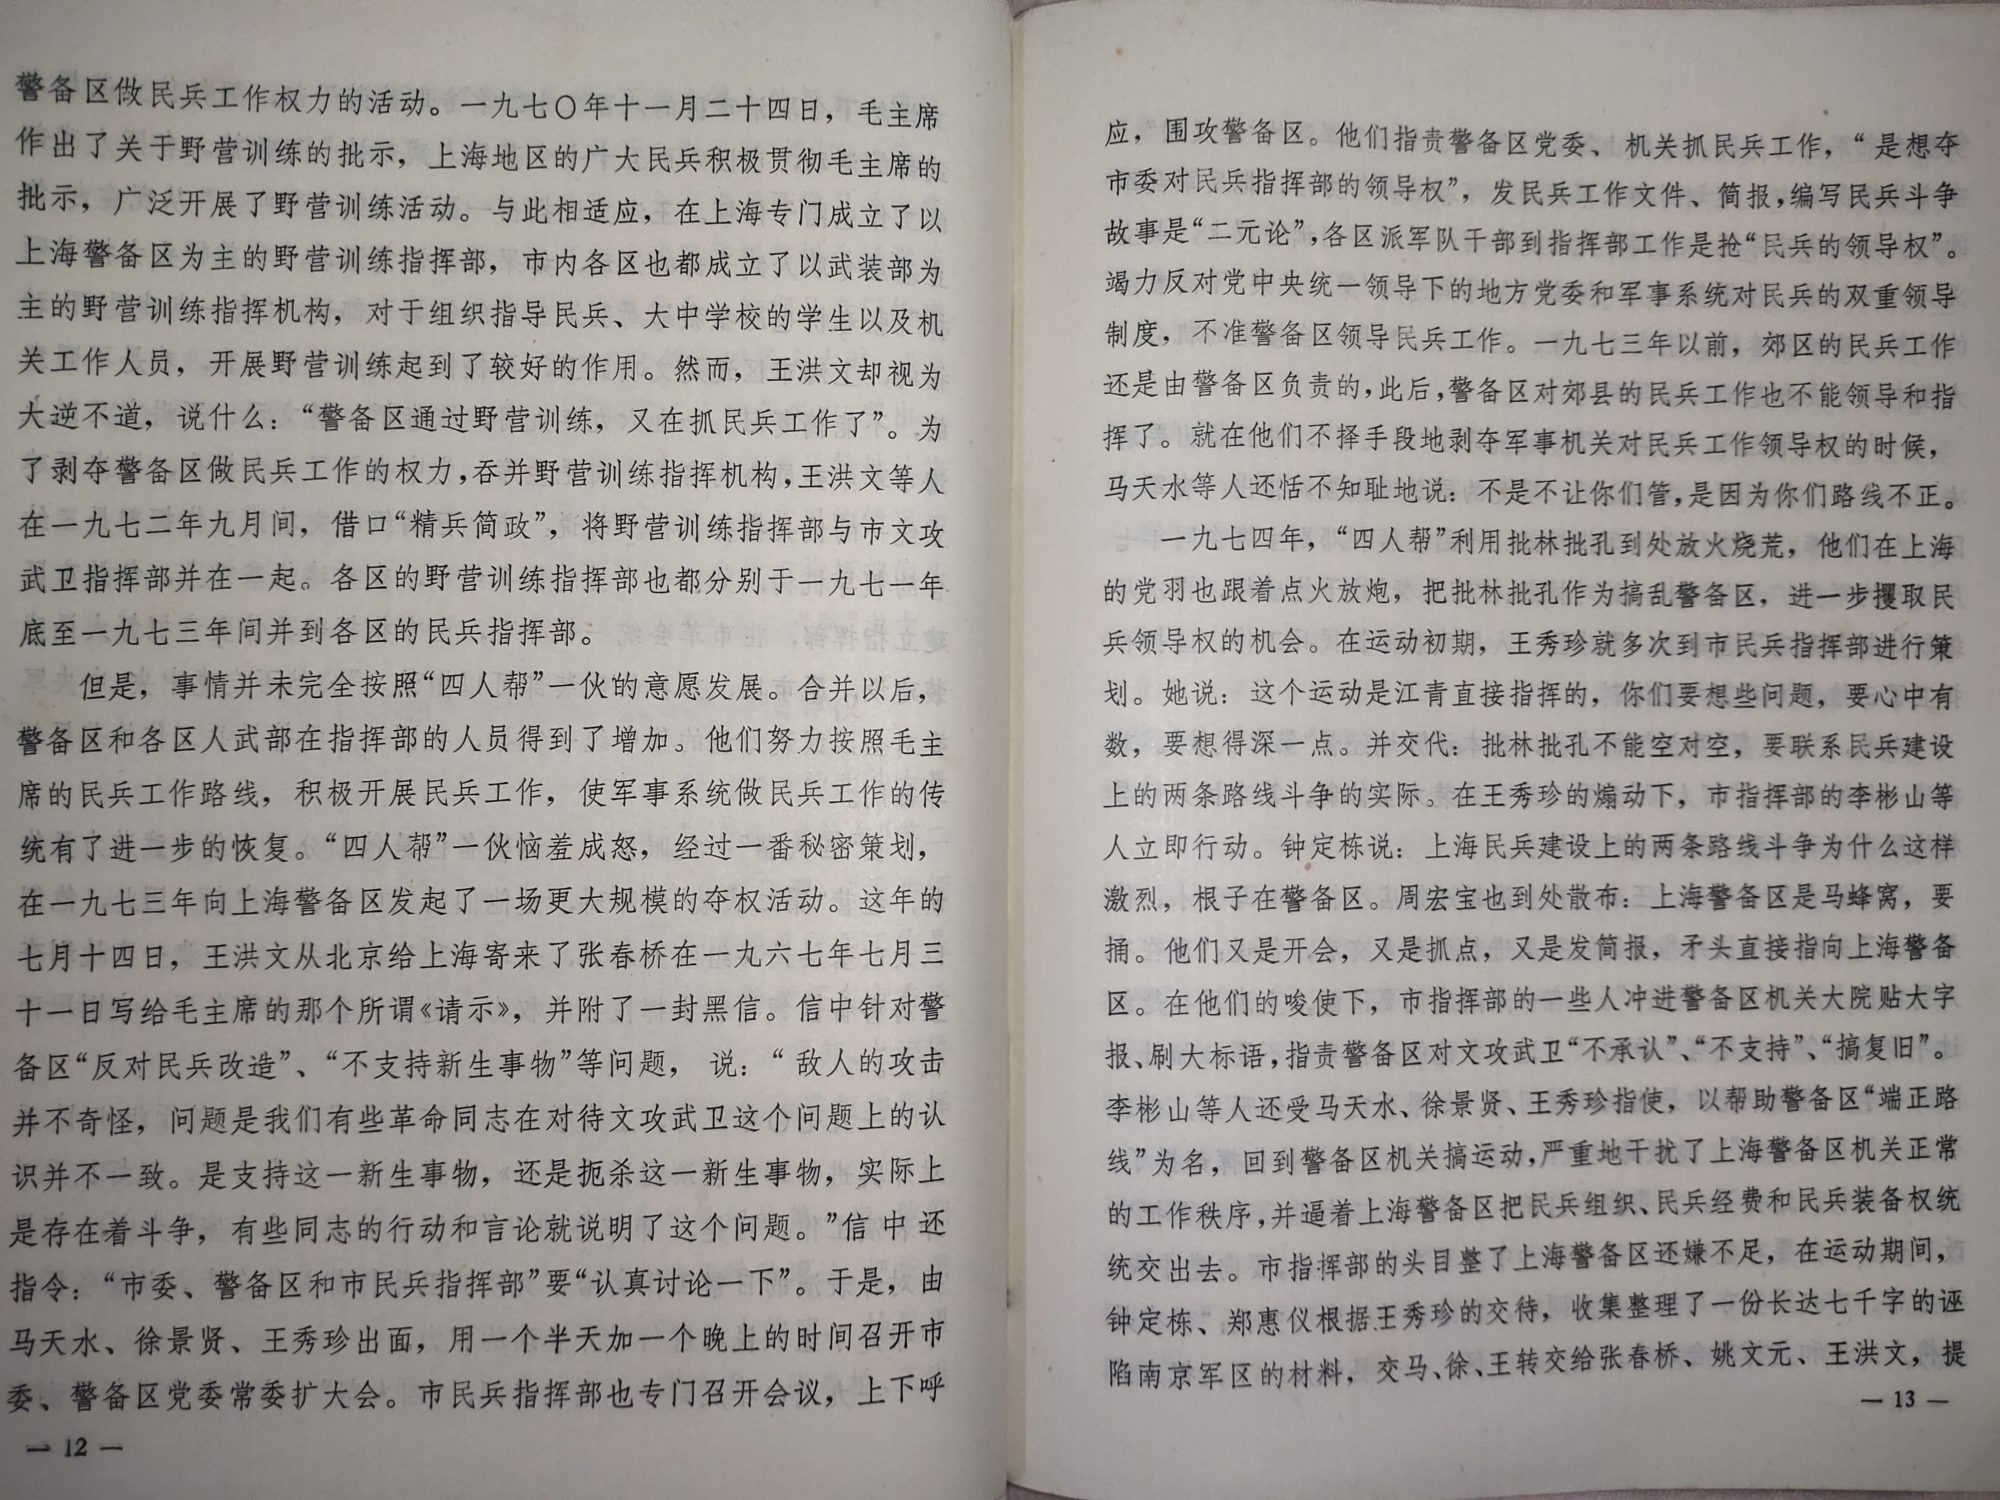 警备区做民兵工作权力的活动。一九七〇年十一月二十四日，毛主席
作出了关于野营训练的批示，上海地区的广大民兵积极贯彻毛主席的
批示，广泛开展了野营训练活动。与此相适应，在上海专门成立了以
上海警备区为主的野营训练指挥部，市内各区也都成立了以武装部为
主的野营训练指挥机构，对于组织指导民兵、大中学校的学生以及机
关工作人员，开展野营训练起到了较好的作用。然而，王洪文却视为
大逆不道，说什么：“警备区通过野营训练，又在抓民兵工作了”。为
了剥夺警备区做民兵工作的权力，吞并野营训练指挥机构，王洪文等人
在一九七二年九月间，借口“精兵简政”，将野营训练指挥部与市文攻
武卫指挥部并在一起。各区的野营训练指挥部也都分别于一九七一年
底至一九七三年间并到各区的民兵指挥部。
但是，事情并未完全按照“四人帮”一伙的意愿发展。合并以后，
警备区和各区人武部在指挥部的人员得到了增加。他们努力按照毛主
席的民兵工作路线，积极开展民兵工作，使军事系统做民兵工作的传
统有了进一步的恢复。“四人帮”一伙恼羞成怒，经过一番秘密策划，
在一九七三年向上海警备区发起了一场更大规模的夺权活动。这年的
七月十四日，王洪文从北京给上海寄来了张春桥在一九六七年七月三
十一日写给毛主席的那个所谓《请示》，并附了一封黑信。信中针对警
备区“反对民兵改造”、“不支持新生事物”等问题，说：“敌人的攻击
并不奇怪，问题是我们有些革命同志在对待文攻武卫这个问题上的认
识并不一致。是支持这一新生事物，还是扼杀这一新生事物，实际上
是存在着斗争，有些同志的行动和言论就说明了这个问题。”信中还
指令：“市委、警备区和市民兵指挥部”要“认真讨论一下”。于是，由
马天水、徐景贤、王秀珍出面，用一个半天加一个晚上的时间召开市
委、警备区党委常委扩大会。市民兵指挥部也专门召开会议，上下呼
— 12 —
应，围攻警备区。他们指责警备区党委、机关抓民兵工作，“是想夺
市委对民兵指挥部的领导权”，发民兵工作文件、简报，编写民兵斗争
故事是“二元论”，各区派军队干部到指挥部工作是抢“民兵的领导权”。
竭力反对党中央统一领导下的地方党委和军事系统对民兵的双重领导
制度，不准警备区领导民兵工作。一九七三年以前，郊区的民兵工作
还是由警备区负责的，此后，警备区对郊县的民兵工作也不能领导和指
挥了。就在他们不择手段地剥夺军事机关对民兵工作领导权的时候，
马天水等人还恬不知耻地说：不是不让你们管，是因为你们路线不正。
一九七四年，“四人帮”利用批林批孔到处放火烧荒，他们在上海
的党羽也跟着点火放炮，把批林批孔作为搞乱警备区，进一步攫取民
兵领导权的机会。在运动初期，王秀珍就多次到市民兵指挥部进行策
划。她说：这个运动是江青直接指挥的，你们要想些问题，要心中有
数，要想得深一点。并交代：批林批孔不能空对空，要联系民兵建设
上的两条路线斗争的实际。在王秀珍的煽动下，市指挥部的李彬山等
人立即行动。钟定栋说：上海民兵建设上的两条路线斗争为什么这样
激烈，根子在警备区。周宏宝也到处散布：上海警备区是马蜂窝，要
捅。他们又是开会，又是抓点，又是发简报，矛头直接指向上海警备
区。在他们的唆使下，市指挥部的一些人冲进警备区机关大院贴大字
报、刷大标语，指责警备区对文攻武卫“不承认”、“不支持”、“搞复旧”。
李彬山等人还受马天水、徐景贤、王秀珍指使，以帮助警备区“端正路
线”为名，回到警备区机关搞运动，严重地干扰了上海警备区机关正常
的工作秩序，并逼着上海警备区把民兵组织、民兵经费和民兵装备权统
统交出去。市指挥部的头目整了上海警备区还嫌不足，在运动期间，
钟定栋、郑惠仪根据王秀珍的交待，收集整理了一份长达七千字的诬
陷南京军区的材料，交马、徐、王转交给张春桥、姚文元、王洪文，提
— 13 —